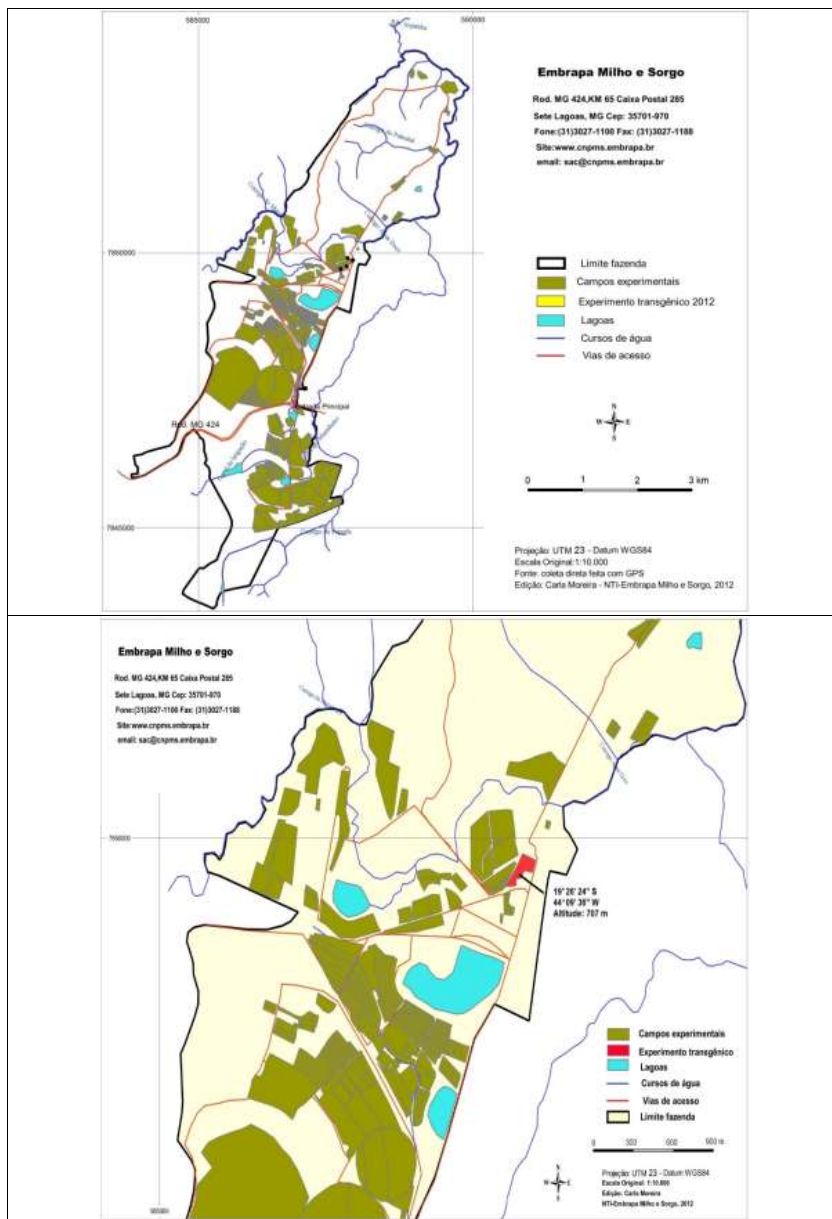 585000
560000
Embrapa Milho e Sorgo
Rod. MG 424,KM 65 Caixa Postal 285
Sete Lagoas, MG Cep: 35701-970
Fone:(31)3027-1100 Fax: (31)3027-1188
Site:www.cnpms.embrapa.br
email: sac@cnpms.embrapa.br
7850000
Limite fazenda
Campos experimentais
Experimento transgênico 2012
Lagoas
Cursos de água
Vias de acesso
N
W E
S
Principal
Rod. MG 424
0 1 2 3 km
7845000
Projeção: UTM 23 - Datum WGS84
Escala Original:1:10.000
Fonte: coleta direta feita com GPS
Edição: Carla Moreira - NTI-Embrapa Milho e Sorgo, 2012
Embrapa Milho e Sorgo
Rod. MG 424,KM 65 Caixa Postal 285
Sete Lagoas, MG Cep: 35701-970
Fone:(31)3027-1100 Fax: (31)3027-1188
Site:www.cnpms.embrapa.br
email: sac@cnpms.embrapa.br
19° 26' 24" S
44° 09' 36" W
Altitude: 707 m
Campos experimentais
Experimento transgênico
Lagoas
Cursos de água
Vias de acesso
Limite fazenda
0 300 600 900 m
N
W E
S
Projeção: UTM 23 - Datum WGS84
Escala Original: 1:10.000
Edição: Carla Moreira
NTI-Embrapa Milho e Sorgo, 2012